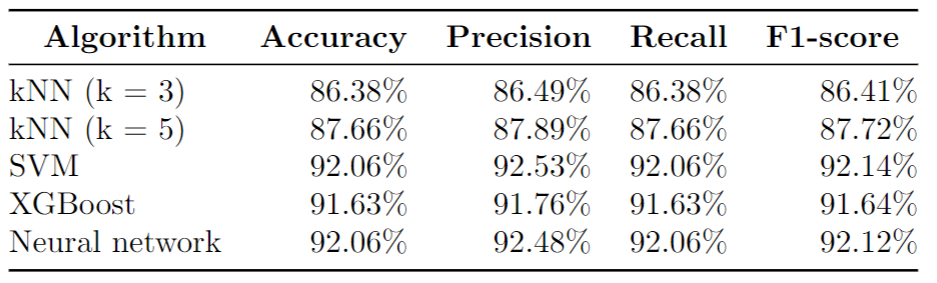 Algorithm Accuracy Precision Recall F1-score
kNN (k = 3) 86.38% 86.49% 86.38% 86.41%
kNN (k = 5) 87.66% 87.89% 87.66% 87.72%
SVM 92.06% 92.53% 92.06% 92.14%
XGBoost 91.63% 91.76% 91.63% 91.64%
Neural network 92.06% 92.48% 92.06% 92.12%